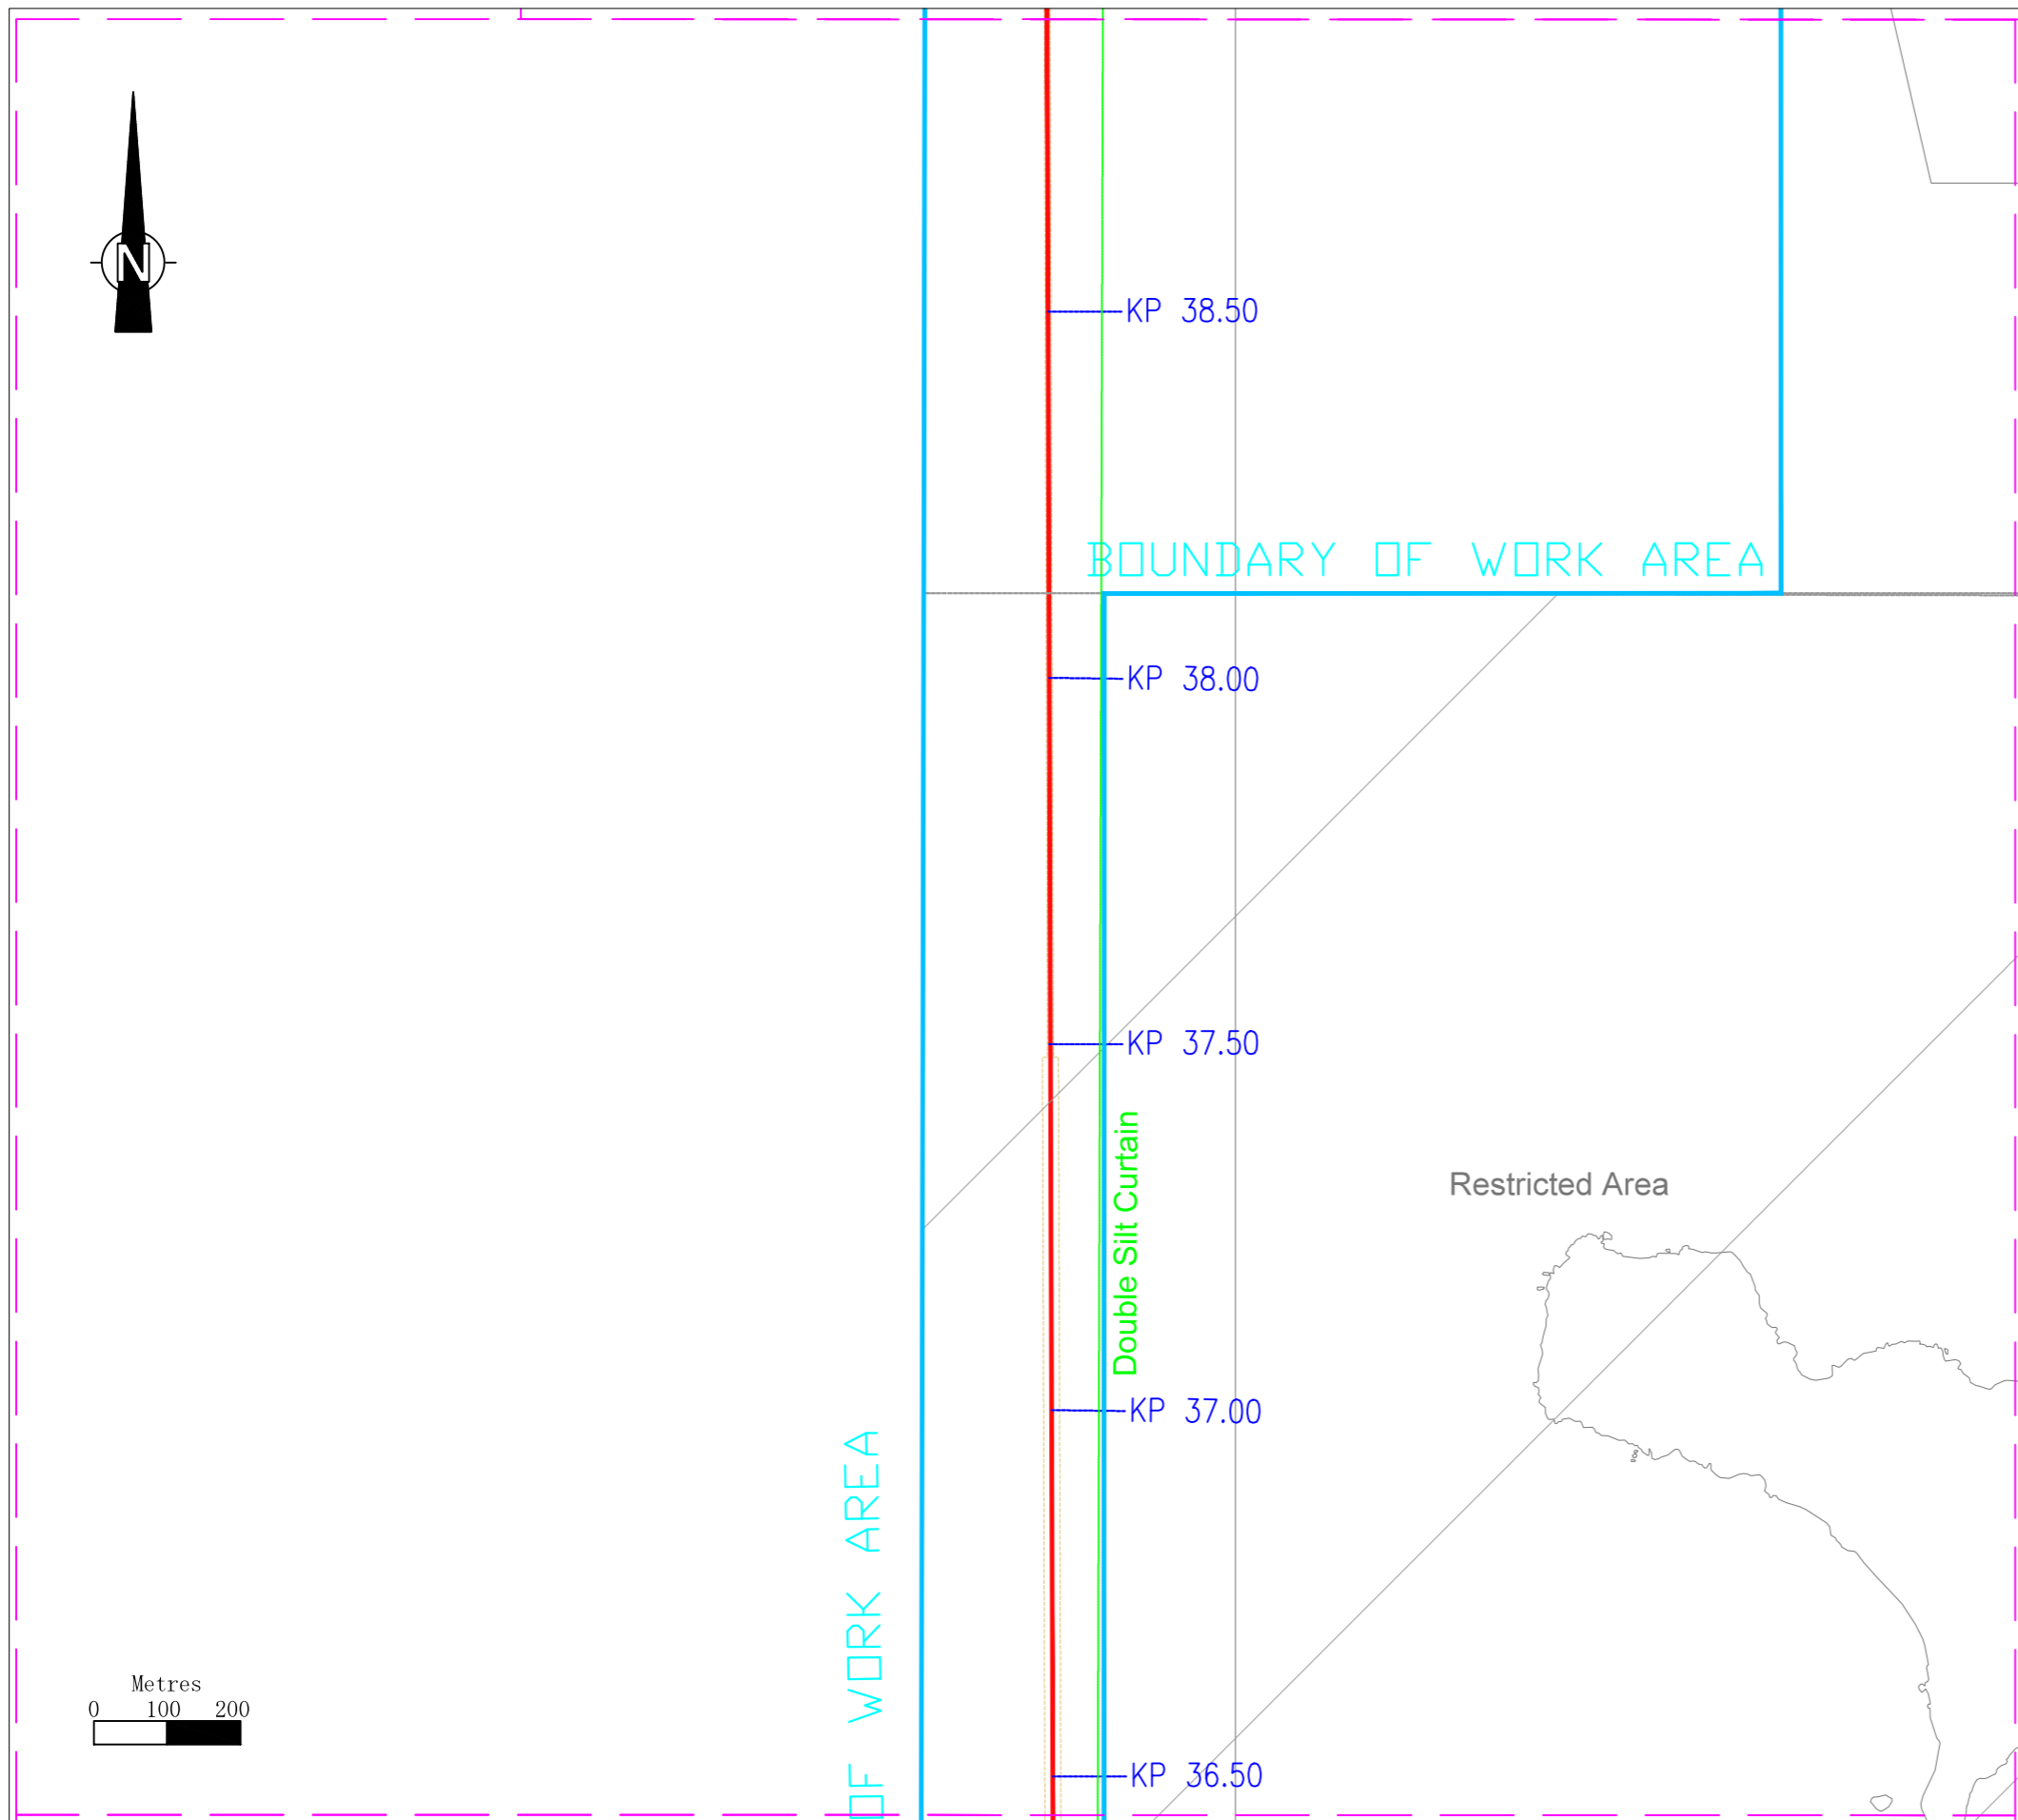 N
KP 38.50
BOUNDARY OF WORK AREA
KP 38.00
KP 37.50
Double Silt Curtain
Restricted Area
KP 37.00
OF WORK AREA
Metres
0 100 200
KP 36.50